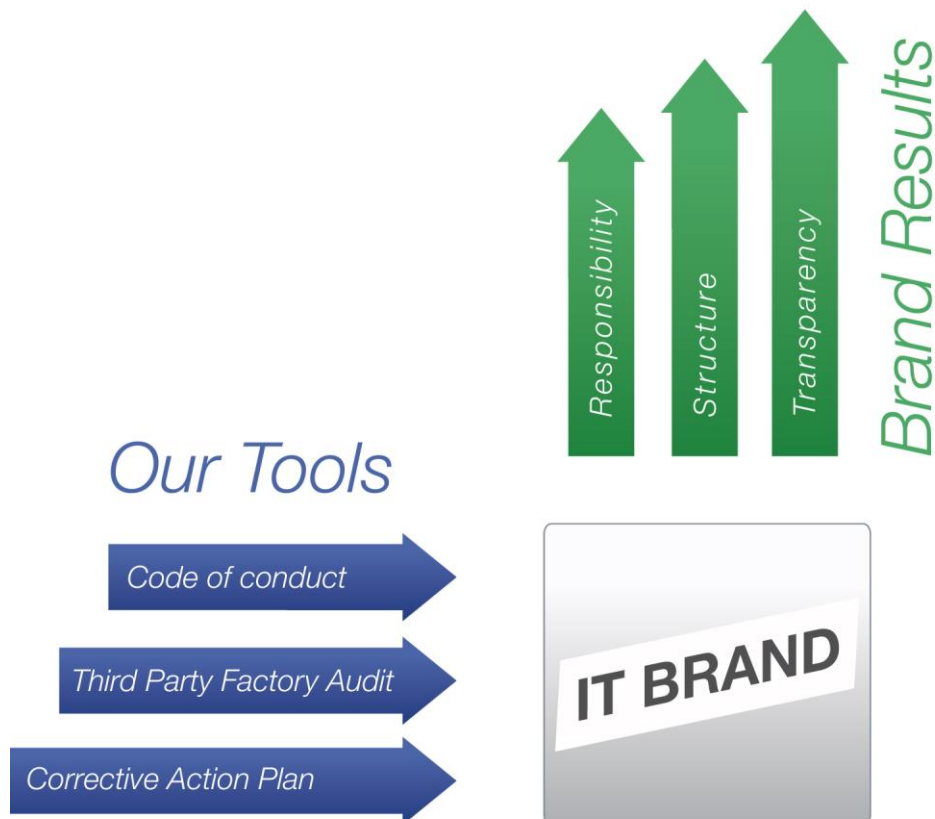 Responsibility
Structure
Transparency
Brand Results
Our Tools
Code of conduct
Third Party Factory Audit
Corrective Action Plan
IT BRAND